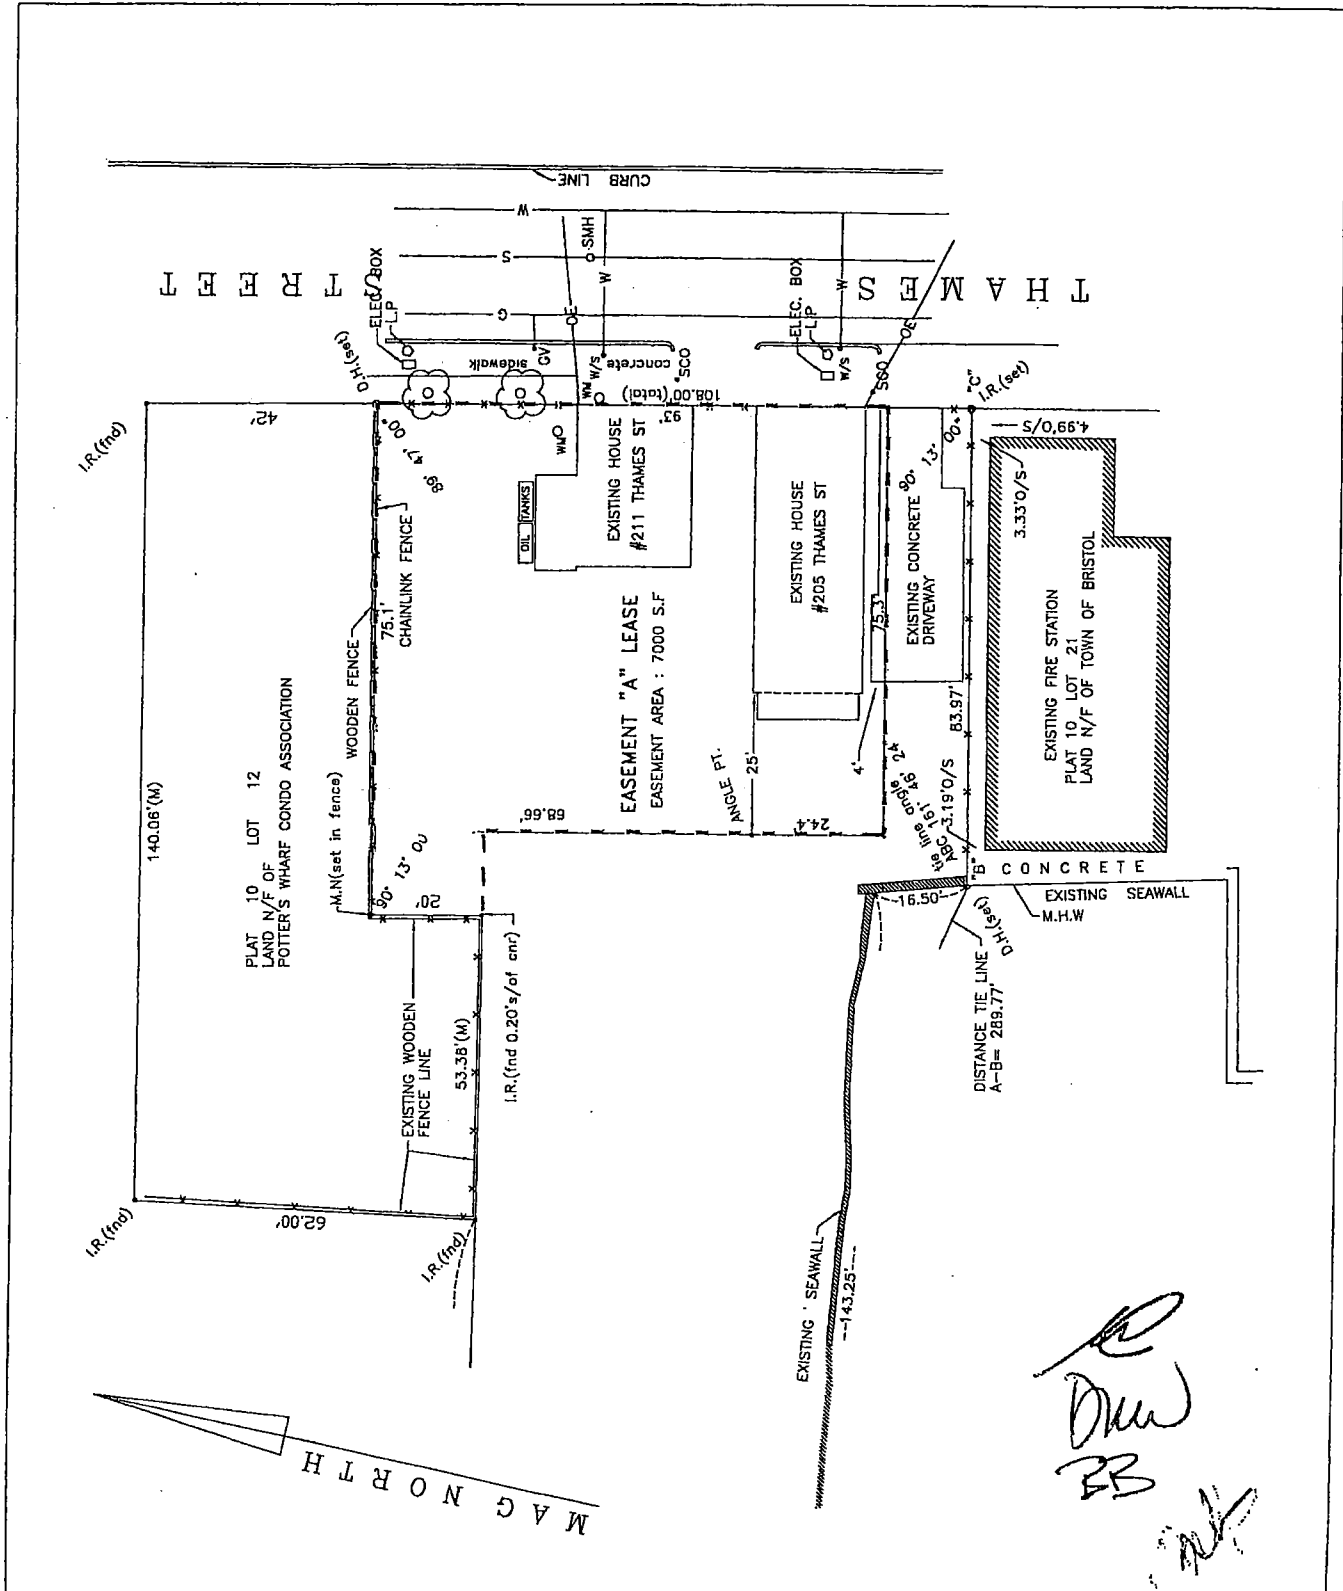 CURB LINE
W
S
SMH
W
W
THAMES STREET
ELEC. BOX
L.P
D.H.(set)
G
OE
GV
sidewalk
W/S
concrete
SCO
ELEC. BOX
L.P
W/S
SCO
OE
"C"
I.R.(set)
I.R.(fnd)
42'
89° 47' 00"
WM
WM
108.00'(total)
93'
4.99'O/S
3.33'O/S
90° 13' 00"
OIL TANKS
EXISTING HOUSE
#211 THAMES ST
EXISTING HOUSE
#205 THAMES ST
EXISTING CONCRETE
DRIVEWAY
75.3'
EXISTING FIRE STATION
PLAT 10 LOT 21
LAND N/F OF TOWN OF BRISTOL
CHAINLINK FENCE
75.1'
WOODEN FENCE
EASEMENT "A" LEASE
EASEMENT AREA : 7000 S.F
140.06'(M)
PLAT 10 LOT 12
LAND N/F OF
POTTER'S WHARF CONDO ASSOCIATION
M.N(set in fence)
90° 13' 00
20'
68.66'
ANGLE PT.
25'
24.4'
4'
83.97'
tie line angle
ABC 151° 46' 24
3.19'O/S
"B"
CONCRETE
EXISTING SEAWALL
M.H.W
16.50'
D.H.(set)
DISTANCE TIE LINE
A-B= 289.77'
I.R.(fnd 0.20's/of cnr)
EXISTING WOODEN
FENCE LINE
53.38'(M)
I.R.(fnd)
62.00'
I.R.(fnd)
EXISTING ' SEAWALL
143.25'
MAG NORTH
BB